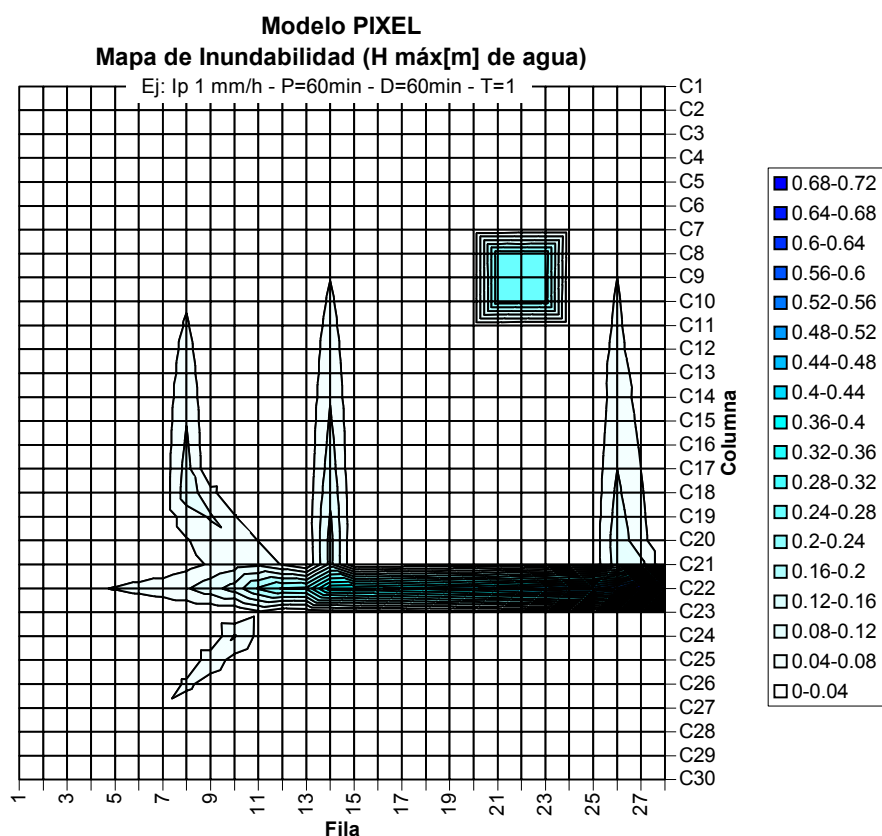 Modelo PIXEL
Mapa de Inundabilidad (H máx[m] de agua)
Ej: Ip 1 mm/h - P=60min - D=60min - T=1
C1
C2
C3
C4
C5
C6
C7
C8
C9
C10
C11
C12
C13
C14
C15
C16
C17
C18
C19
C20
C21
C22
C23
C24
C25
C26
C27
C28
C29
C30
Columna
0.68-0.72
0.64-0.68
0.6-0.64
0.56-0.6
0.52-0.56
0.48-0.52
0.44-0.48
0.4-0.44
0.36-0.4
0.32-0.36
0.28-0.32
0.24-0.28
0.2-0.24
0.16-0.2
0.12-0.16
0.08-0.12
0.04-0.08
0-0.04
1 3 5 7 9 11 13 15 17 19 21 23 25 27
Fila